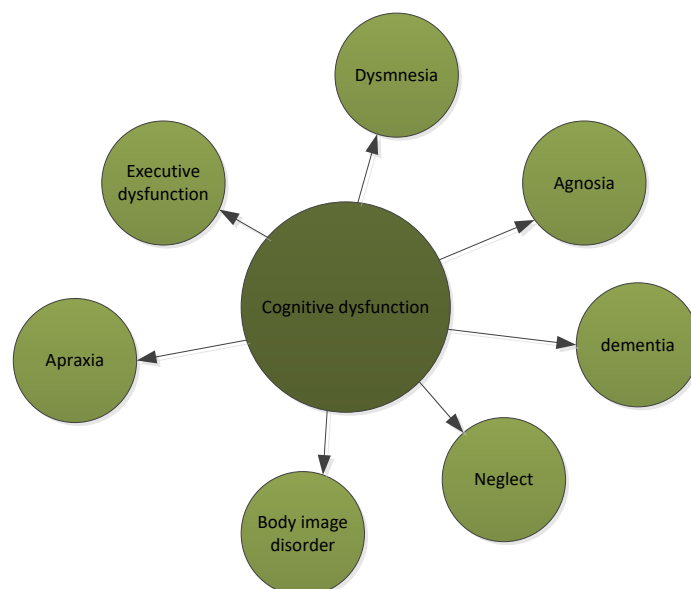 Dysmnesia
Executive
dysfunction
Agnosia
Cognitive dysfunction
dementia
Apraxia
Neglect
Body image
disorder